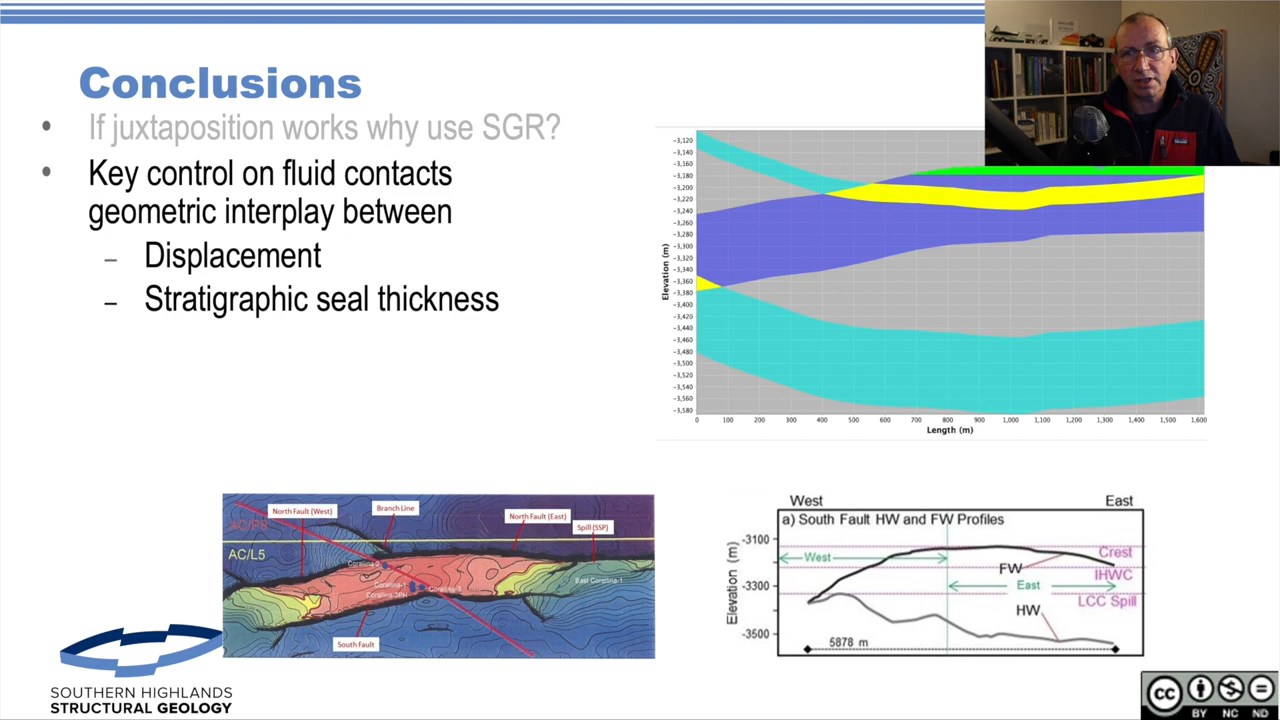 Conclusions
• If juxtaposition works why use SGR?
• Key control on fluid contacts
geometric interplay between
– Displacement
– Stratigraphic seal thickness
Elevation (m)
-3,120
-3,140
-3,160
-3,180
-3,200
-3,220
-3,240
-3,260
-3,280
-3,300
-3,320
-3,340
-3,360
-3,380
-3,400
-3,420
-3,440
-3,460
-3,480
-3,500
-3,520
-3,540
-3,560
-3,580
0 100 200 300 400 500 600 700 800 900 1,000 1,100 1,200 1,300 1,400 1,500 1,600
Length (m)
North Fault (West)
Branch Line
North Fault (East)
Spill (SSP)
AC/L5
East Corallina-1
South Fault
West East
a) South Fault HW and FW Profiles
Elevation (m)
-3100
-3300
-3500
Crest
West
FW
IHWC
East
LCC Spill
HW
5878 m
SOUTHERN HIGHLANDS
STRUCTURAL GEOLOGY
cc
BY NC ND